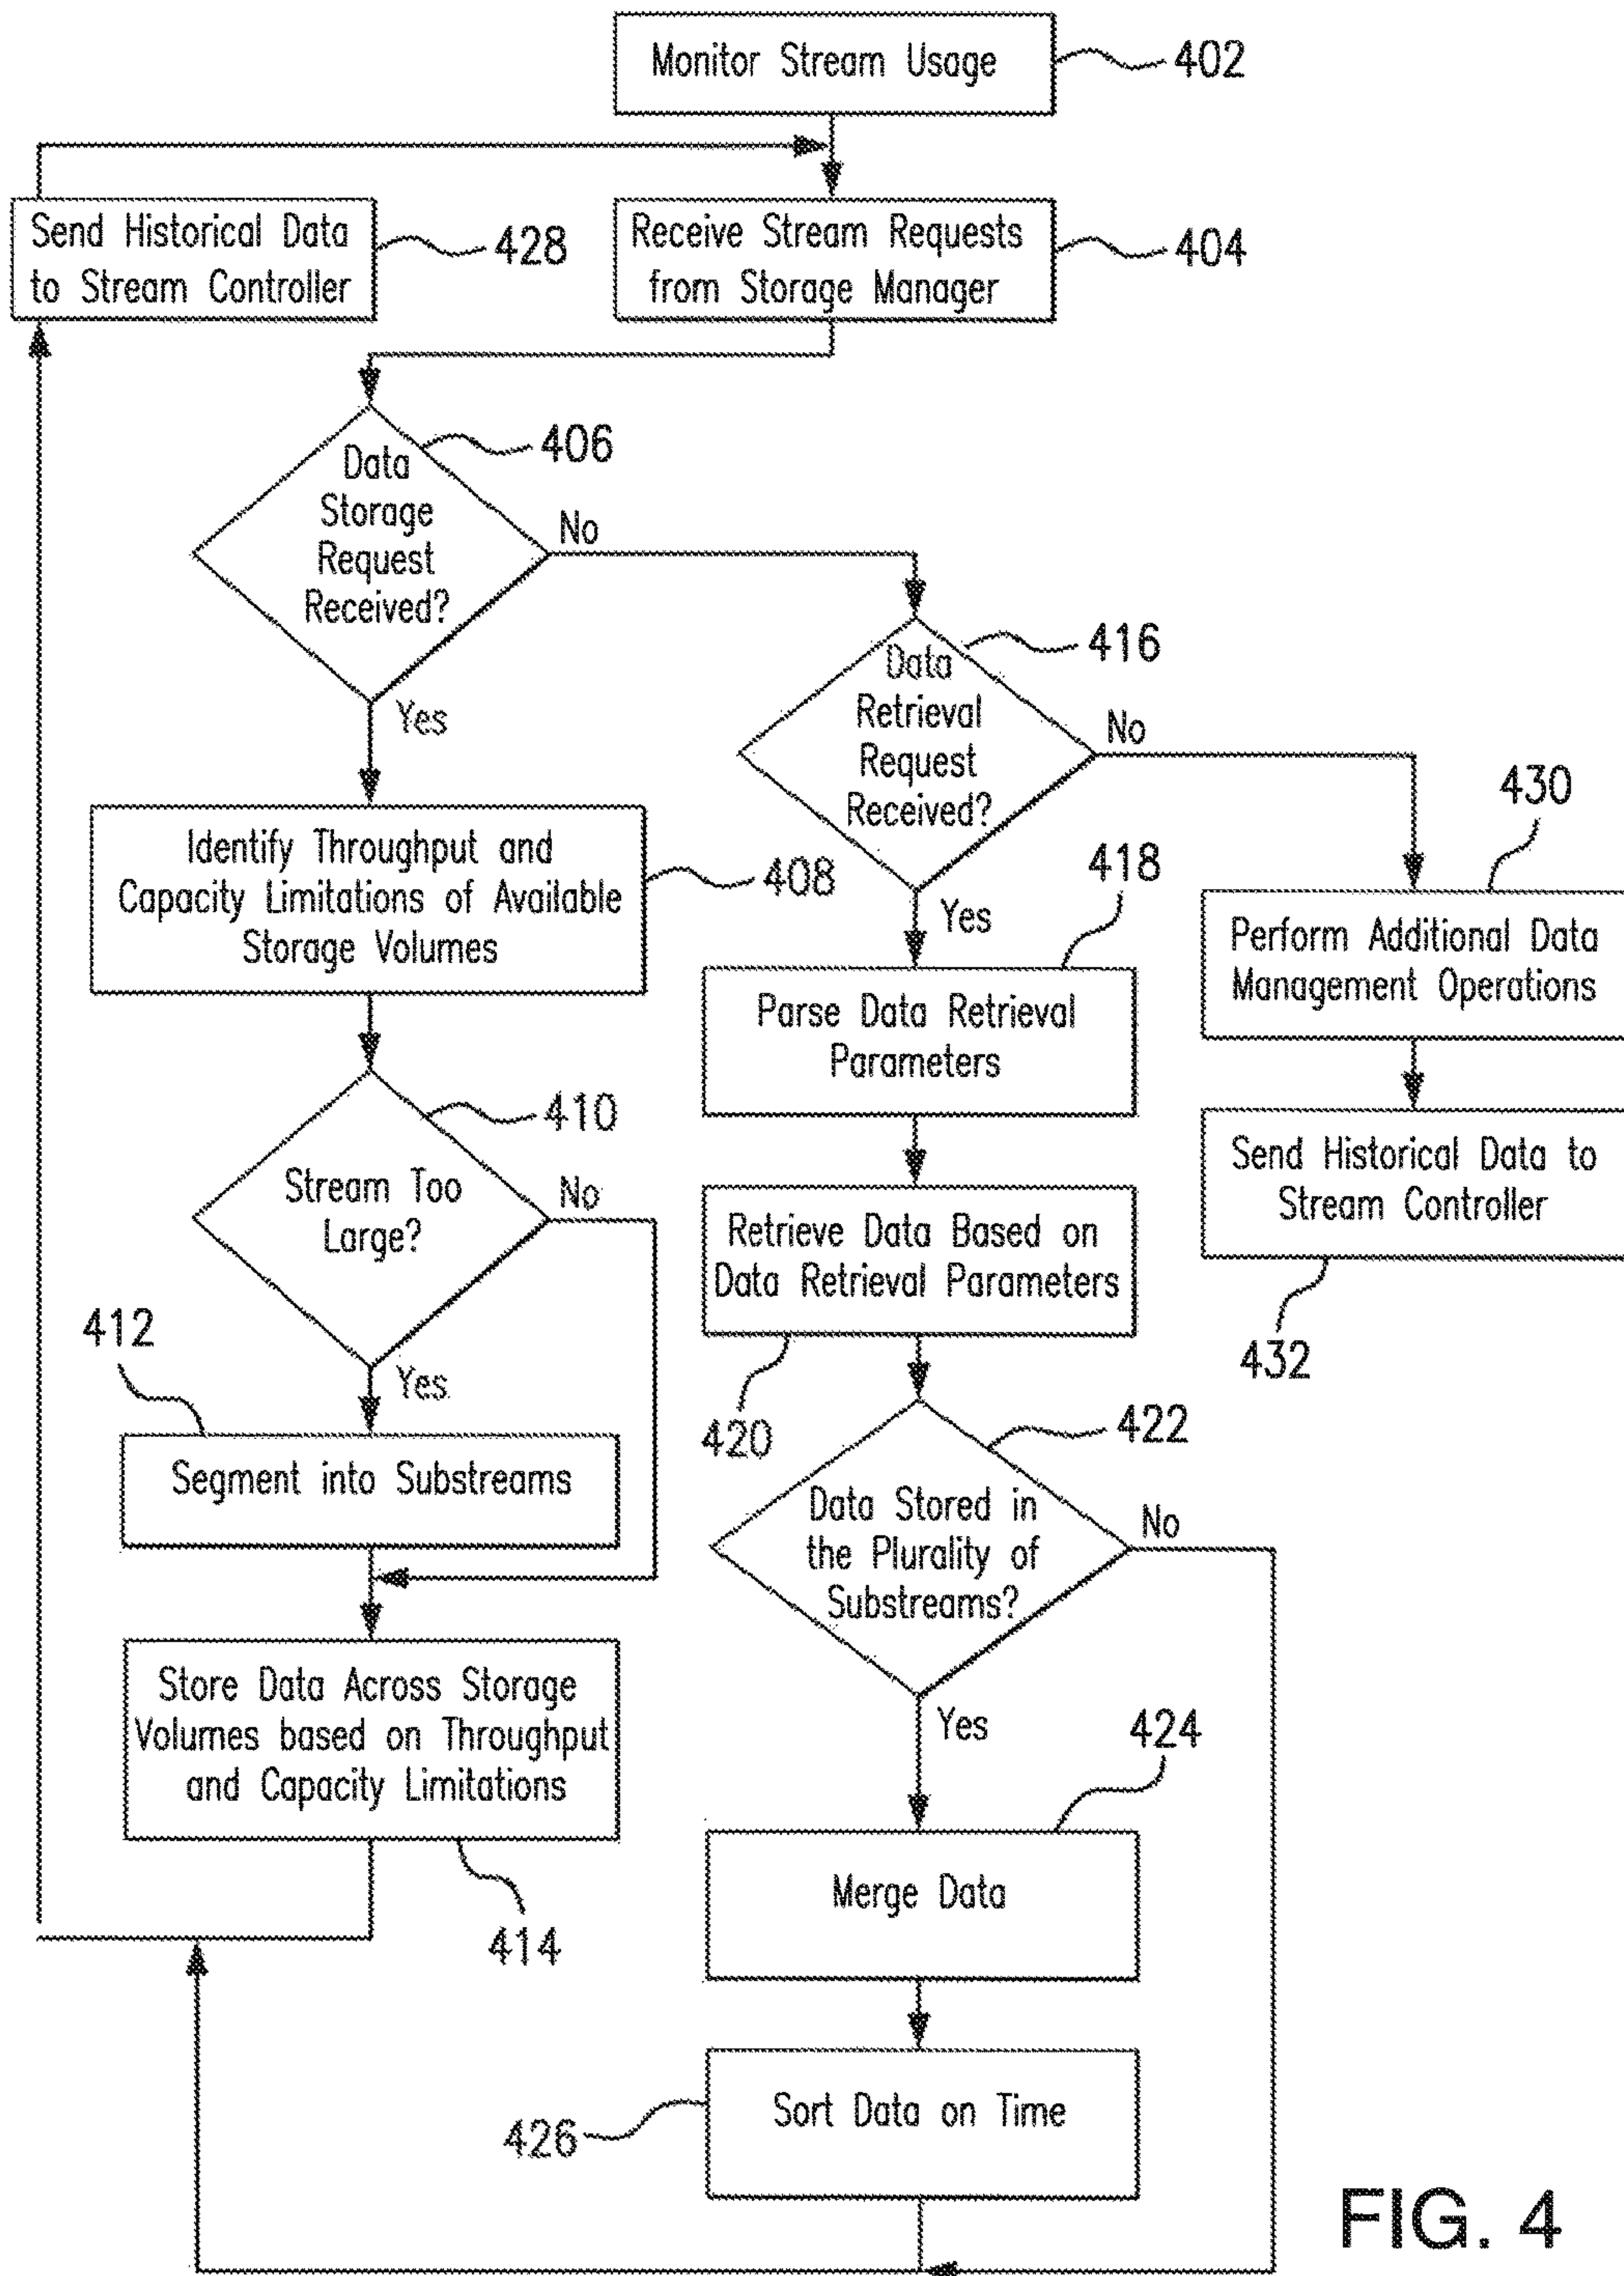 Monitor Stream Usage
402
Send Historical Data
to Stream Controller
428
Receive Stream Requests
from Storage Manager
404
Data
Storage
Request
Received?
406
No
Yes
Data
Retrieval
Request
Received?
416
No
Yes
Identify Throughput and
Capacity Limitations of Available
Storage Volumes
408
418
Parse Data Retrieval
Parameters
430
Perform Additional Data
Management Operations
Stream Too
Large?
410
No
Yes
Retrieve Data Based on
Data Retrieval Parameters
420
Send Historical Data to
Stream Controller
432
412
Segment into Substreams
Data Stored in
the Plurality of
Substreams?
422
No
Yes
Store Data Across Storage
Volumes based on Throughput
and Capacity Limitations
414
424
Merge Data
Sort Data on Time
426
FIG. 4